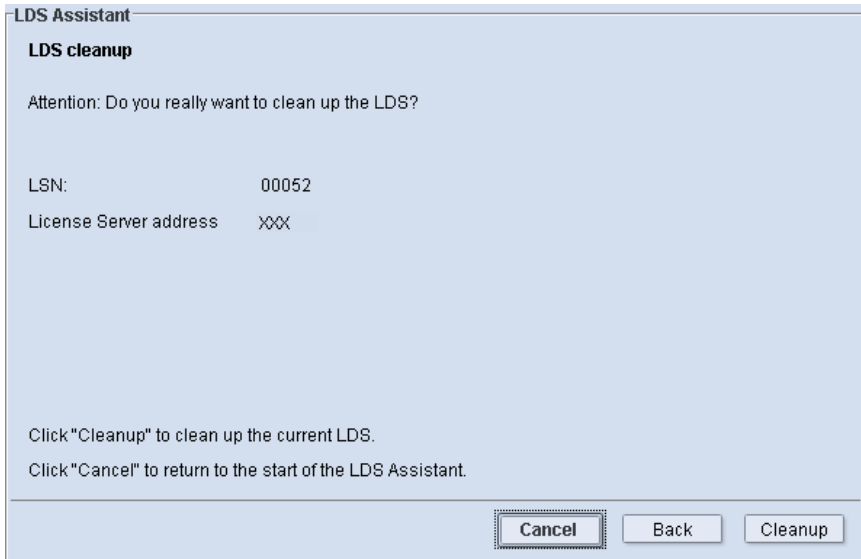 LDS Assistant
LDS cleanup
Attention: Do you really want to clean up the LDS?
LSN: 00052
License Server address XXX
Click "Cleanup" to clean up the current LDS.
Click "Cancel" to return to the start of the LDS Assistant.
Cancel Back Cleanup